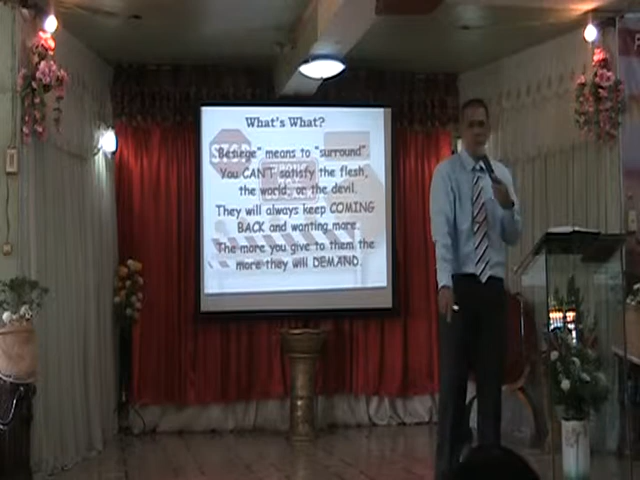 What's What?
"Besiege" means to "surround".
You CAN'T satisfy the flesh,
the world, or the devil.
They will always keep COMING
BACK and wanting more.
The more you give to them the
more they will DEMAND.
STOP